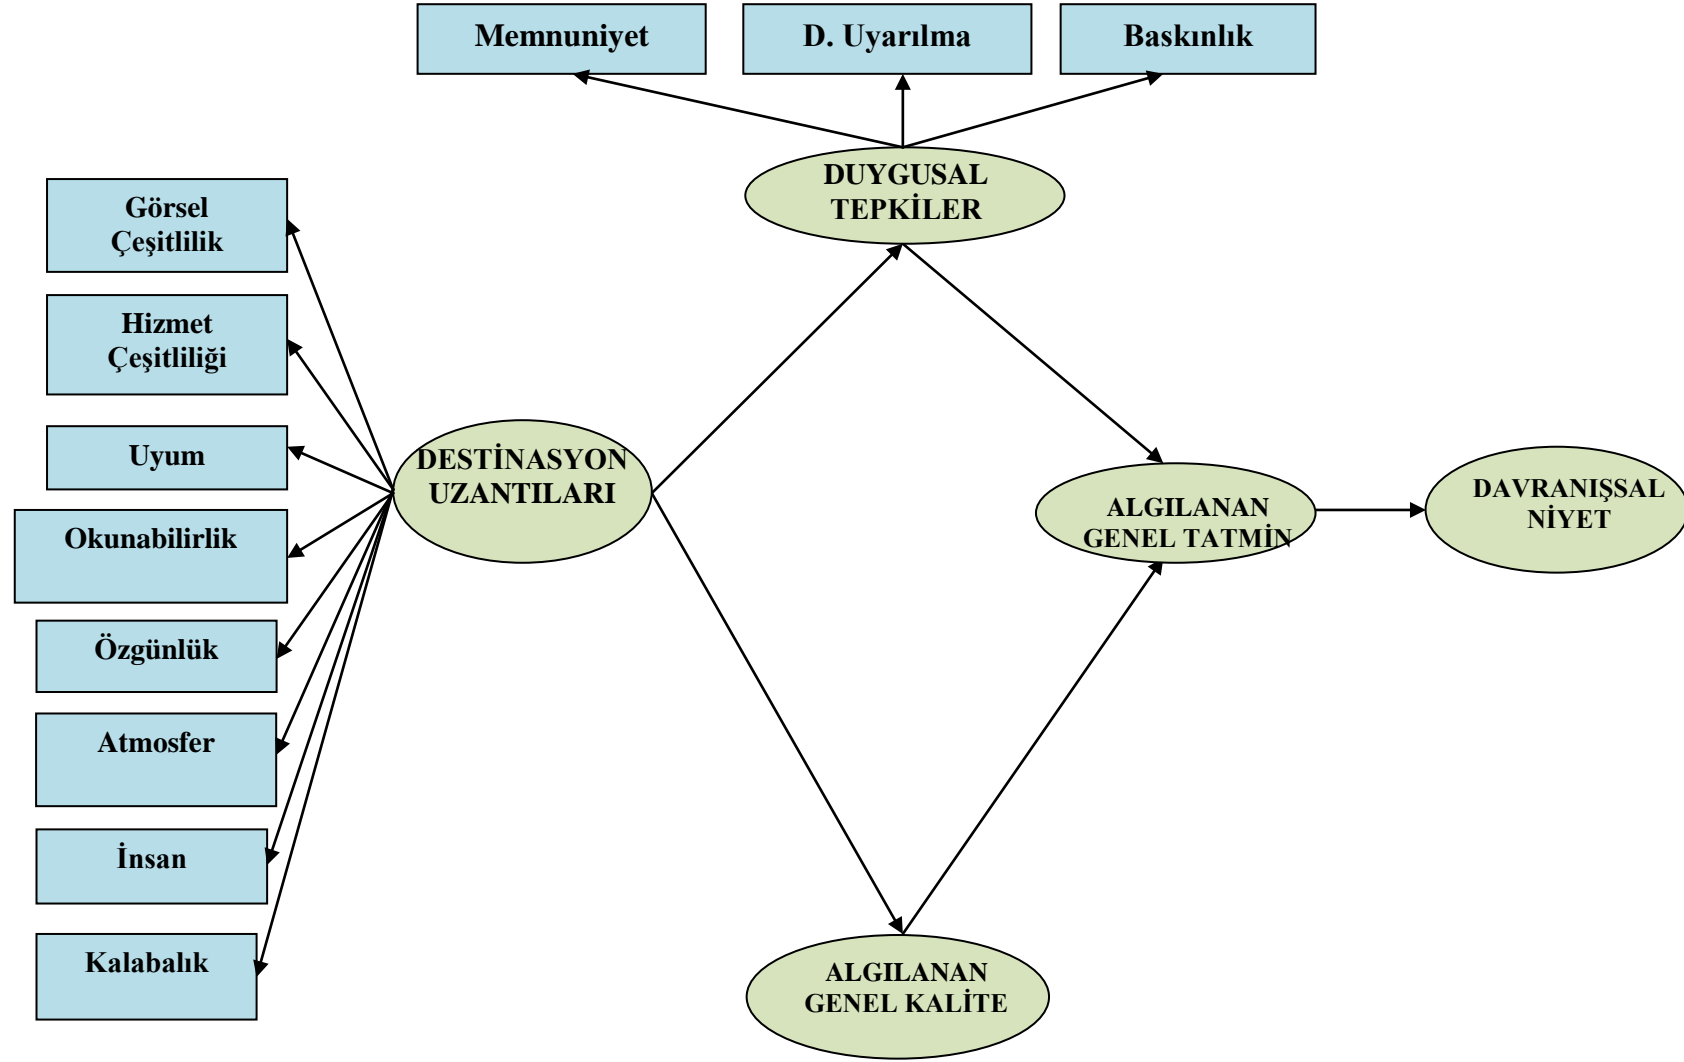 Memnuniyet
D. Uyarılma
Baskınlık
DUYGUSAL
TEPKİLER
Görsel
Çeşitlilik
Hizmet
Çeşitliliği
Uyum
Okunabilirlik
Özgünlük
Atmosfer
İnsan
Kalabalık
DESTİNASYON
UZANTILARI
ALGILANAN
GENEL TATMİN
DAVRANIŞSAL
NİYET
ALGILANAN
GENEL KALİTE